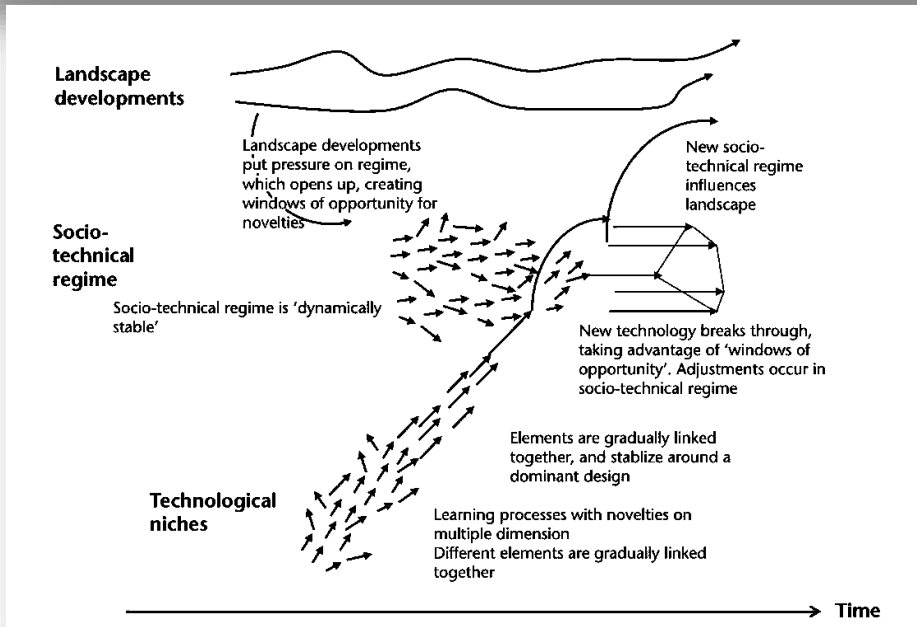 Landscape
developments
Landscape developments
put pressure on regime,
which opens up, creating
windows of opportunity for
novelties
New socio-
technical regime
influences
landscape
Socio-
technical
regime
Socio-technical regime is 'dynamically
stable'
New technology breaks through,
taking advantage of 'windows of
opportunity'. Adjustments occur in
socio-technical regime
Elements are gradually linked
together, and stablize around a
dominant design
Technological
niches
Learning processes with novelties on
multiple dimension
Different elements are gradually linked
together
Time